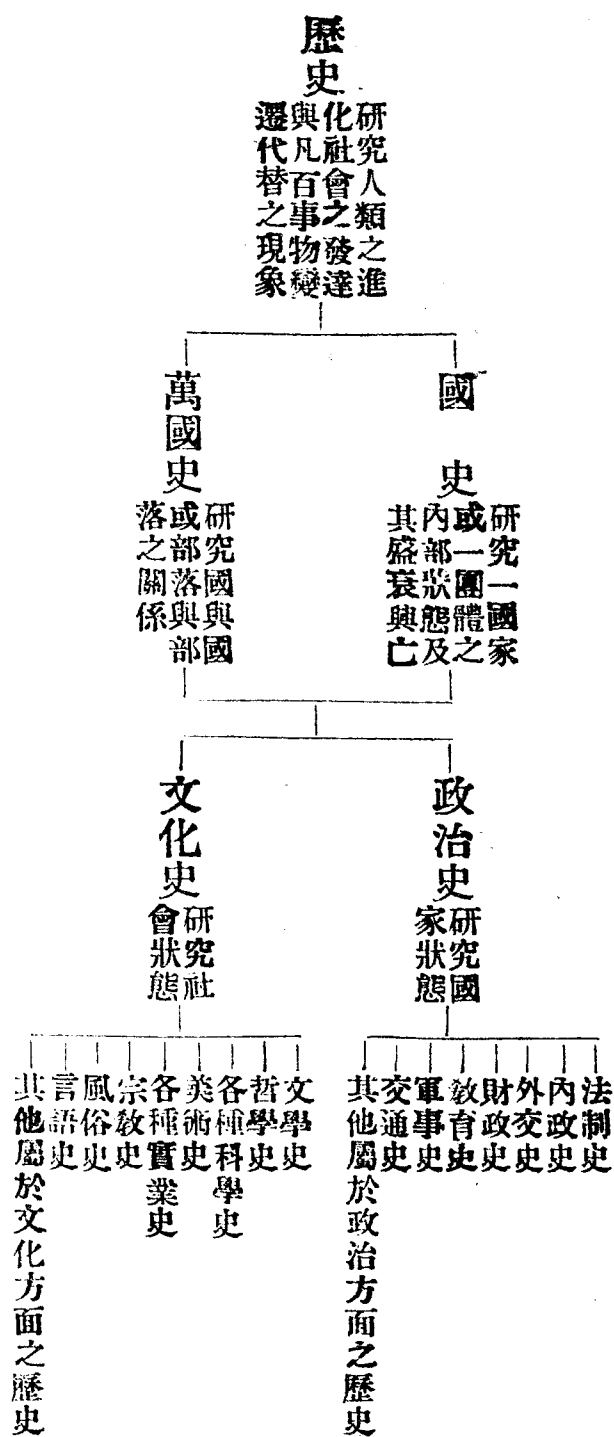 歷史
研究人類之進
化社會之發達
與凡百事物變
遷代替之現象
國史
研究一國家
或一團體之
內部狀態及
其盛衰興亡
萬國史
研究國與國
或部落與部
落之關係
政治史
研究國
家狀態
文化史
研究社
會狀態
法制史
內政史
外交史
財政史
敎育史
軍事史
交通史
其他屬於政治方面之歷史
文學史
哲學史
各種科學史
美術史
各種實業史
宗敎史
風俗史
言語史
其他屬於文化方面之歷史